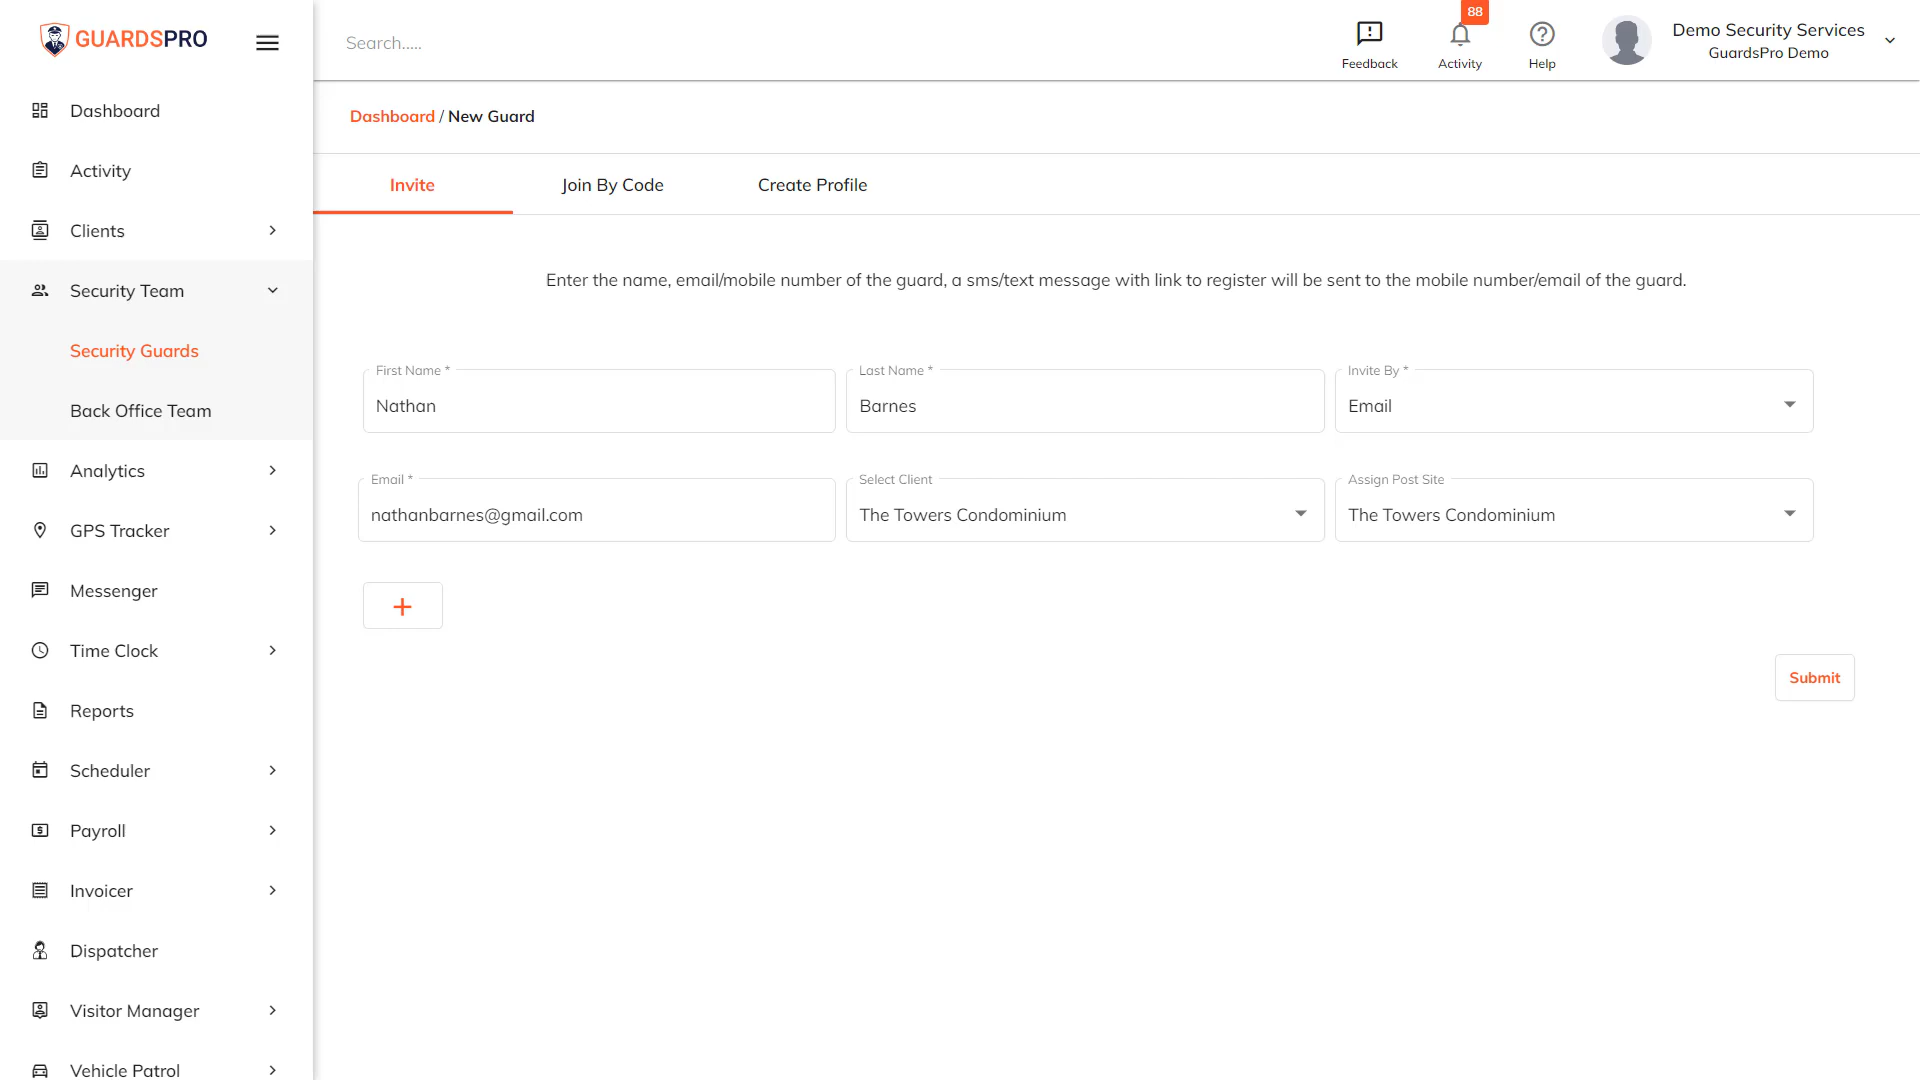 GUARDSPRO
Search.....
Feedback
88
Activity
Help
Demo Security Services
GuardsPro Demo
Dashboard
Activity
Clients
Security Team
Security Guards
Back Office Team
Analytics
GPS Tracker
Messenger
Time Clock
Reports
Scheduler
Payroll
Invoicer
Dispatcher
Visitor Manager
Vehicle Patrol
Dashboard / New Guard
Invite Join By Code Create Profile
Enter the name, email/mobile number of the guard, a sms/text message with link to register will be sent to the mobile number/email of the guard.
First Name * Last Name * Invite By *
Nathan Barnes Email
Email * Select Client Assign Post Site
nathanbarnes@gmail.com The Towers Condominium The Towers Condominium
+
Submit